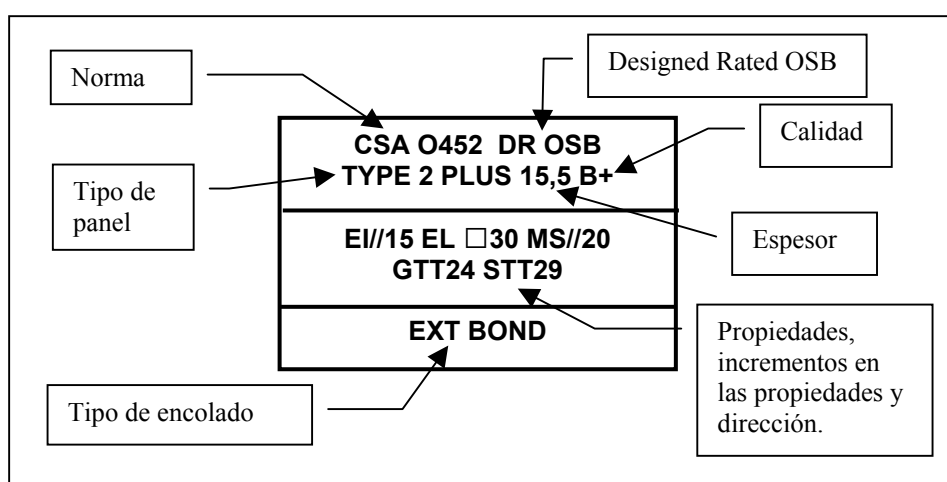 Norma
Designed Rated OSB
Calidad
Tipo de
panel
CSA O452 DR OSB
TYPE 2 PLUS 15,5 B+
EI//15 EL □30 MS//20
GTT24 STT29
EXT BOND
Espesor
Propiedades,
incrementos en
las propiedades y
dirección.
Tipo de encolado